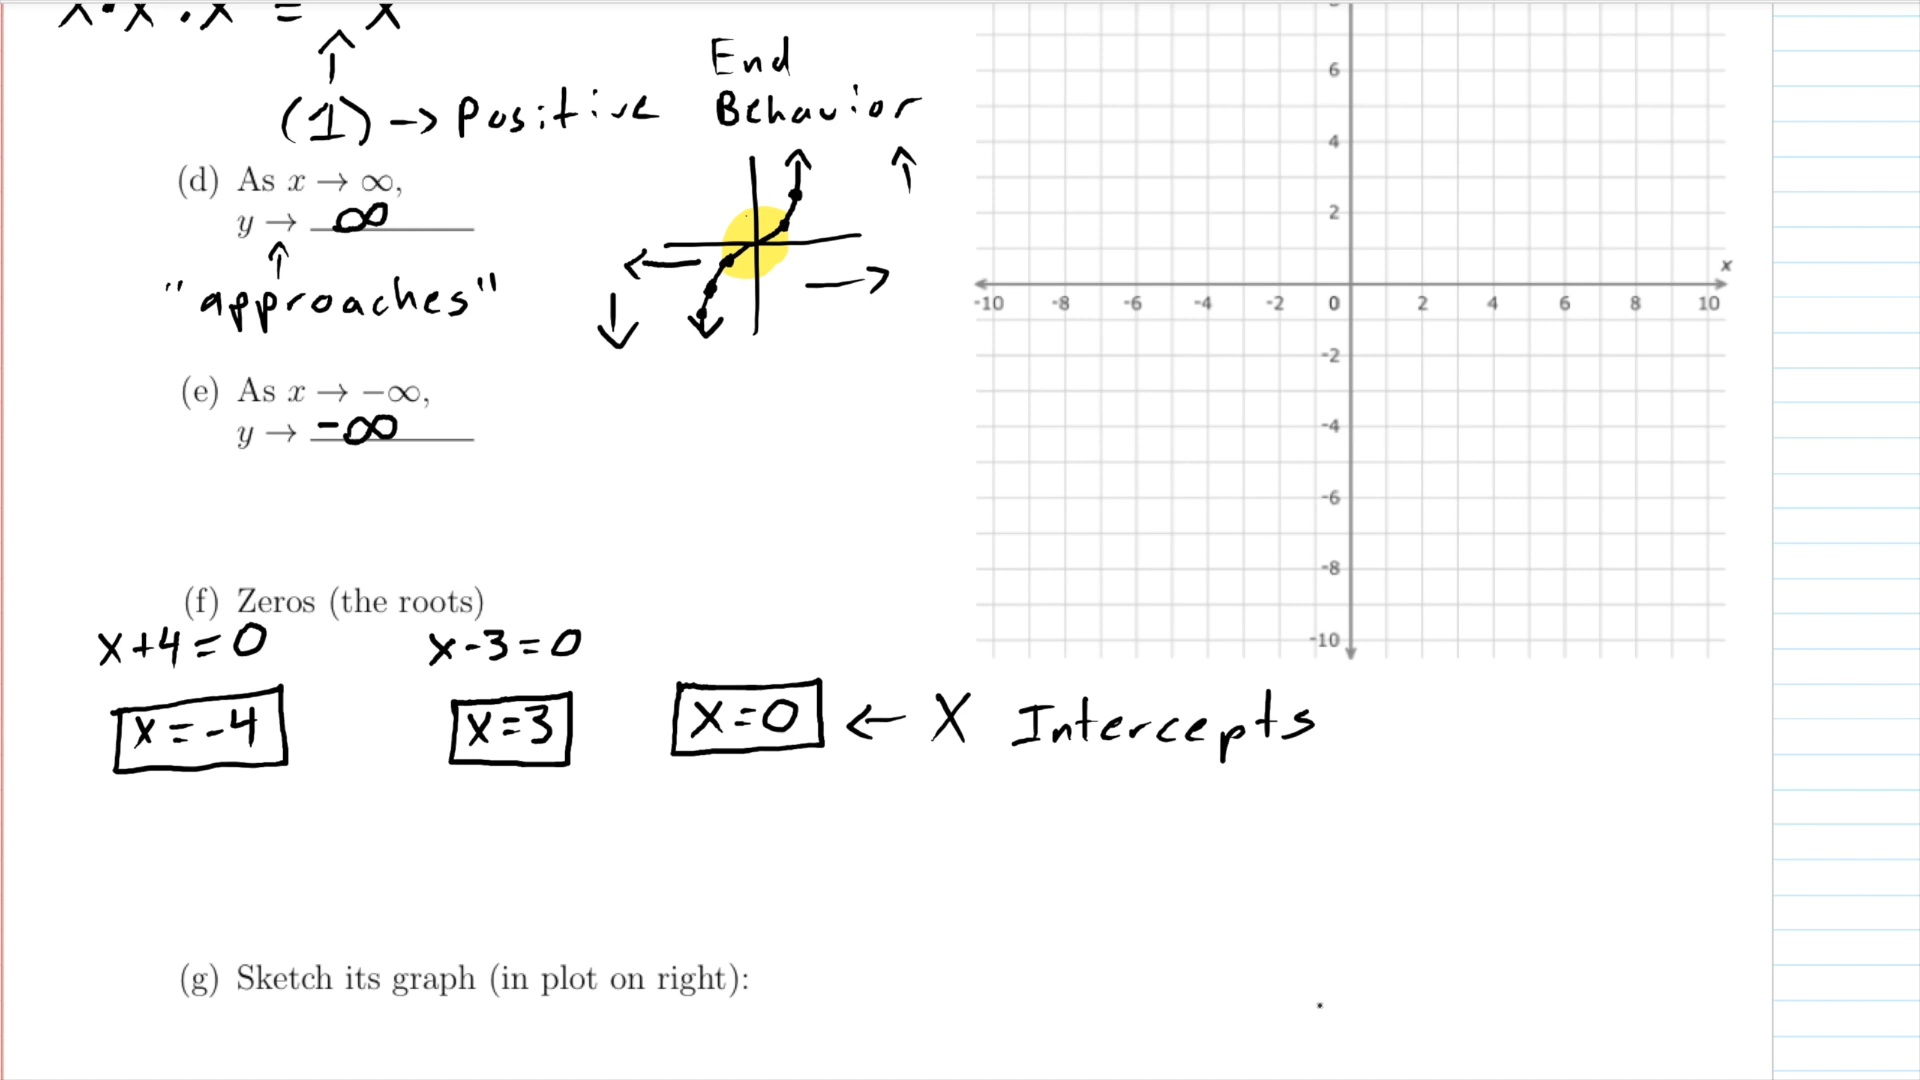 x · x · x = x
End
(1) -> Positive Behavior
(d) As x → ∞,
y → ∞
"approaches"
(e) As x → −∞,
y → -∞
(f) Zeros (the roots)
x+4=0 x-3=0
x=-4 x=3 x=0 ← X Intercepts
(g) Sketch its graph (in plot on right):
6
4
2
x
-10 -8 -6 -4 -2 0 2 4 6 8 10
-2
-4
-6
-8
-10